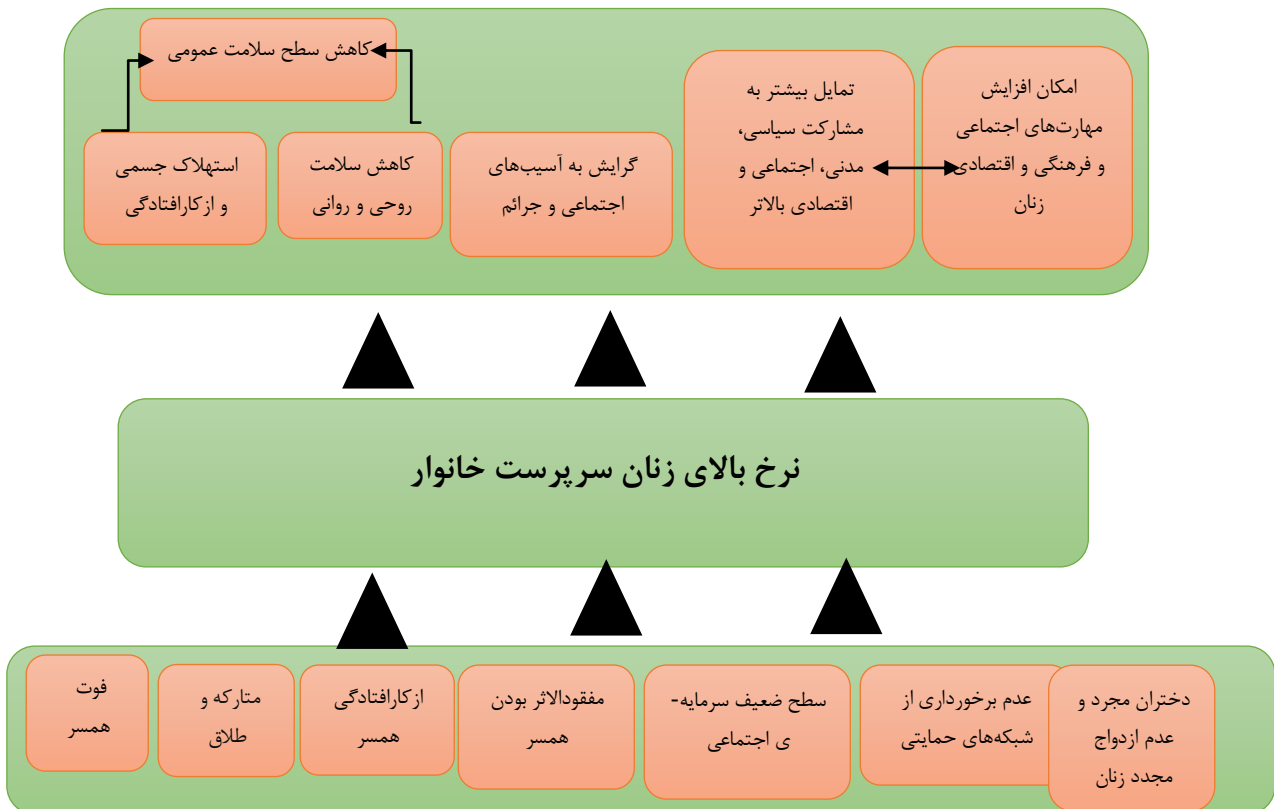 کاهش سطح سلامت عمومی
امکان افزایش
مهارت‌های اجتماعی
و فرهنگی و اقتصادی
زنان
تمایل بیشتر به
مشارکت سیاسی،
مدنی، اجتماعی و
اقتصادی بالاتر
گرایش به آسیب‌های
اجتماعی و جرائم
کاهش سلامت
روحی و روانی
استهلاک جسمی
و ازکارافتادگی
نرخ بالای زنان سرپرست خانوار
دختران مجرد و
عدم ازدواج
مجدد زنان
عدم برخورداری از
شبکه‌های حمایتی
سطح ضعیف سرمایه-
ی اجتماعی
مفقودالاثر بودن
همسر
ازکارافتادگی
همسر
متارکه و
طلاق
فوت
همسر